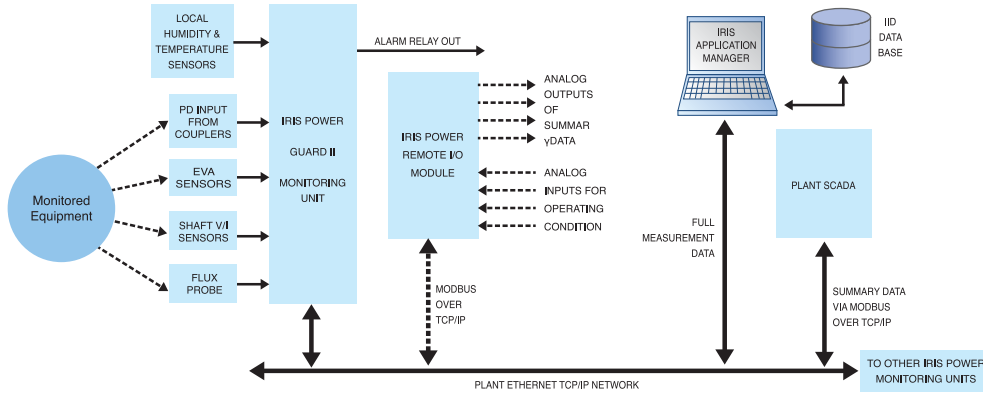 LOCAL
HUMIDITY &
TEMPERATURE
SENSORS
PD INPUT
FROM
COUPLERS
EVA
SENSORS
SHAFT V/I
SENSORS
FLUX
PROBE
Monitored
Equipment
IRIS POWER
GUARD II
MONITORING
UNIT
ALARM RELAY OUT
IRIS POWER
REMOTE I/O
MODULE
ANALOG
OUTPUTS
OF
SUMMAR
γDATA
ANALOG
INPUTS FOR
OPERATING
CONDITION
MODBUS
OVER
TCP/IP
IRIS
APPLICATION
MANAGER
IID
DATA
BASE
PLANT SCADA
FULL
MEASUREMENT
DATA
SUMMARY DATA
VIA MODBUS
OVER TCP/IP
PLANT ETHERNET TCP/IP NETWORK
TO OTHER IRIS POWER
MONITORING UNITS